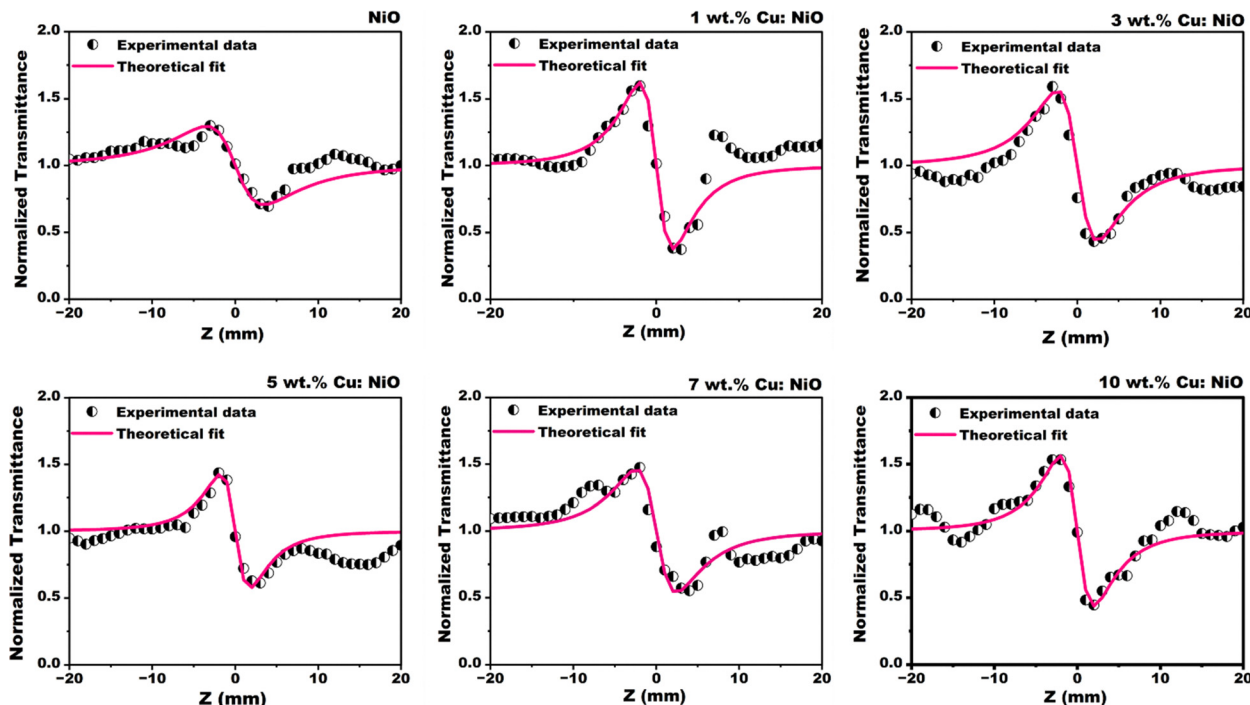 NiO
2.0
1.5
1.0
0.5
0.0
Normalized Transmittance
Experimental data
Theoretical fit
−20 −10 0 10 20
Z (mm)
1 wt.% Cu: NiO
2.0
1.5
1.0
0.5
0.0
Normalized Transmittance
Experimental data
Theoretical fit
−20 −10 0 10 20
Z (mm)
3 wt.% Cu: NiO
2.0
1.5
1.0
0.5
0.0
Normalized Transmittance
Experimental data
Theoretical fit
−20 −10 0 10 20
Z (mm)
5 wt.% Cu: NiO
2.0
1.5
1.0
0.5
0.0
Normalized Transmittance
Experimental data
Theoretical fit
−20 −10 0 10 20
Z (mm)
7 wt.% Cu: NiO
2.0
1.5
1.0
0.5
0.0
Normalized Transmittance
Experimental data
Theoretical fit
−20 −10 0 10 20
Z (mm)
10 wt.% Cu: NiO
2.0
1.5
1.0
0.5
0.0
Normalized Transmittance
Experimental data
Theoretical fit
−20 −10 0 10 20
Z (mm)